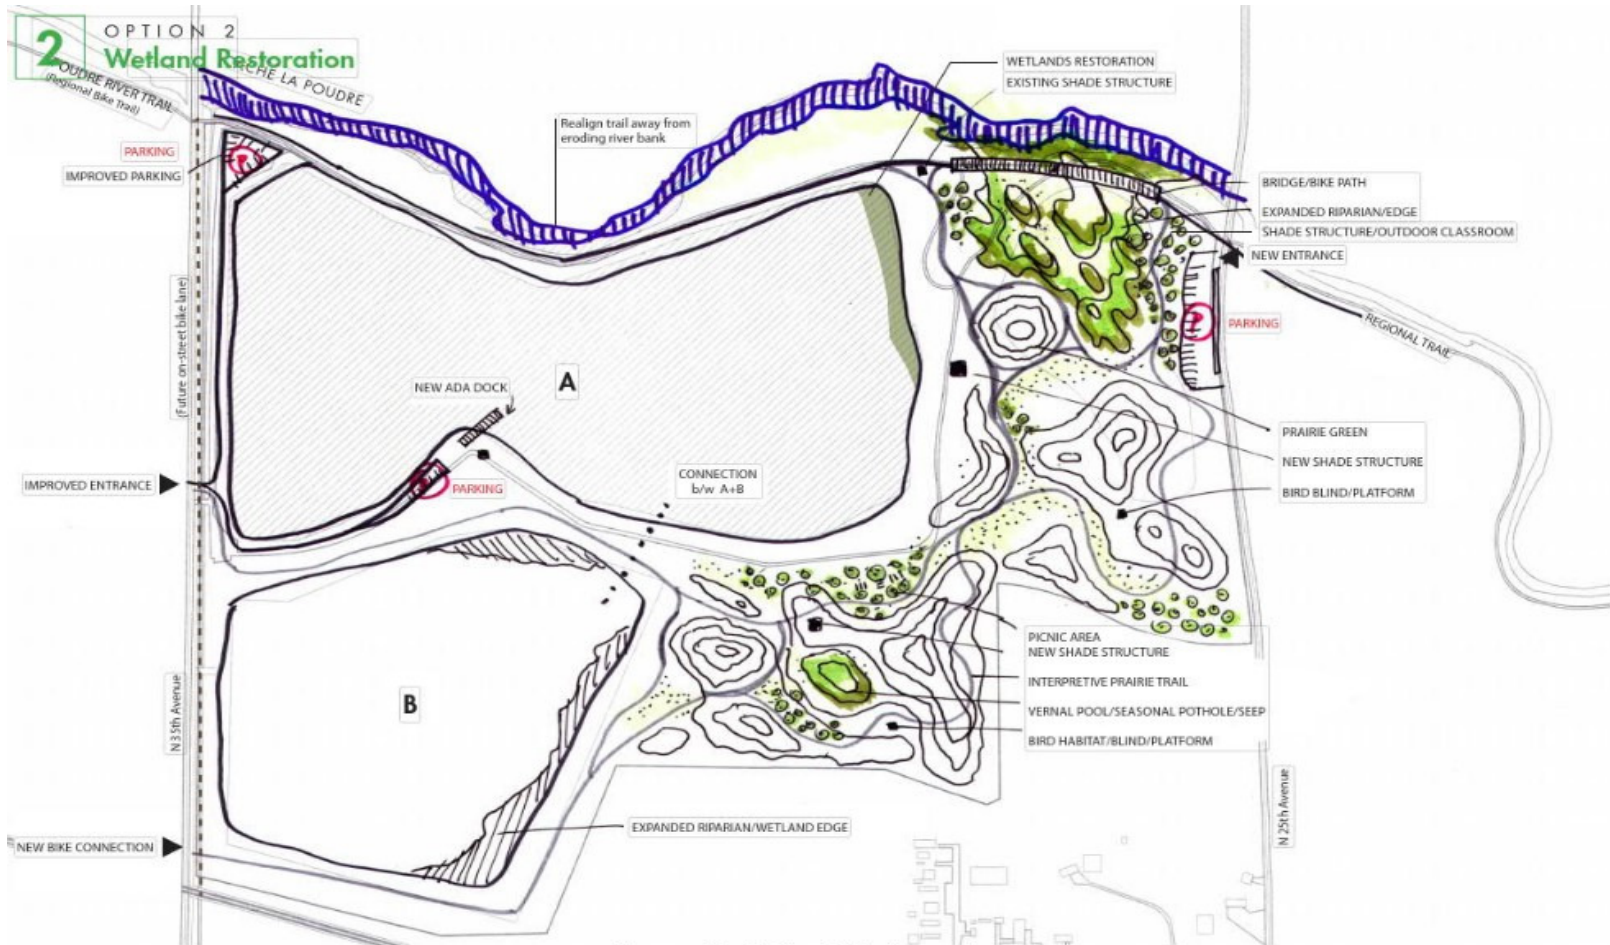 2
OPTION 2
Wetland Restoration
CHE LA POUDRE
OUDRE RIVER TRAIL
(Regional Bike Trail)
WETLANDS RESTORATION
EXISTING SHADE STRUCTURE
Realign trail away from
eroding river bank
PARKING
IMPROVED PARKING
BRIDGE/BIKE PATH
EXPANDED RIPARIAN/EDGE
SHADE STRUCTURE/OUTDOOR CLASSROOM
NEW ENTRANCE
PARKING
REGIONAL TRAIL
(Future on-street bike lane)
NEW ADA DOCK
A
PRAIRIE GREEN
NEW SHADE STRUCTURE
BIRD BLIND/PLATFORM
IMPROVED ENTRANCE
PARKING
CONNECTION
b/w A+B
PICNIC AREA
NEW SHADE STRUCTURE
INTERPRETIVE PRAIRIE TRAIL
VERNAL POOL/SEASONAL POTHOLE/SEEP
BIRD HABITAT/BLIND/PLATFORM
N 35th Avenue
B
EXPANDED RIPARIAN/WETLAND EDGE
NEW BIKE CONNECTION
N 25th Avenue